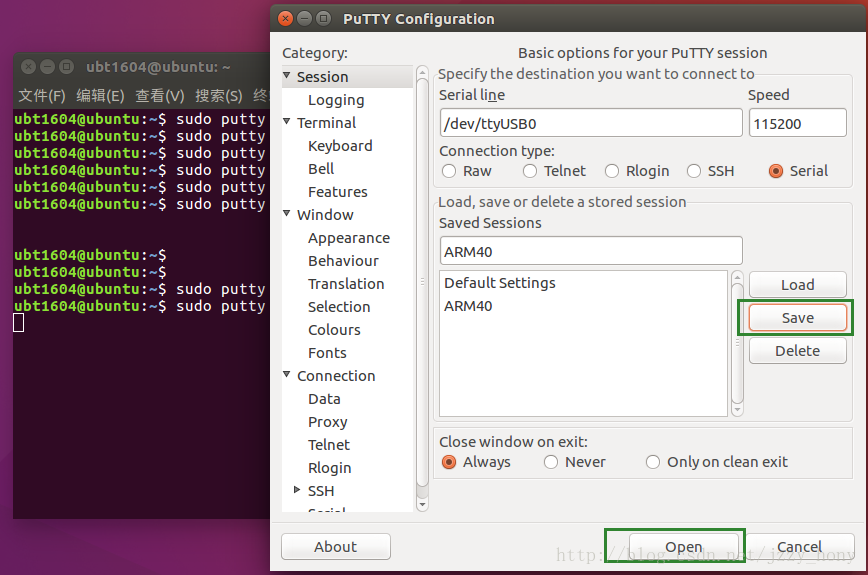 ubt1604@ubuntu: ~
文件(F) 编辑(E) 查看(V) 搜索(S)
ubt1604@ubuntu:~$ sudo putty
ubt1604@ubuntu:~$ sudo putty
ubt1604@ubuntu:~$ sudo putty
ubt1604@ubuntu:~$ sudo putty
ubt1604@ubuntu:~$ sudo putty
ubt1604@ubuntu:~$ sudo putty
ubt1604@ubuntu:~$
ubt1604@ubuntu:~$
ubt1604@ubuntu:~$ sudo putty
ubt1604@ubuntu:~$ sudo putty
PuTTY Configuration
Category:
Session
Logging
Terminal
Keyboard
Bell
Features
Window
Appearance
Behaviour
Translation
Selection
Colours
Fonts
Connection
Data
Proxy
Telnet
Rlogin
SSH
Serial
Basic options for your PuTTY session
Specify the destination you want to connect to
Serial line Speed
/dev/ttyUSB0 115200
Connection type:
Raw Telnet Rlogin SSH Serial
Load, save or delete a stored session
Saved Sessions
ARM40
Default Settings
ARM40
Load
Save
Delete
Close window on exit:
Always Never Only on clean exit
About Open Cancel
http://blog.csdn.net/jzzy_hony